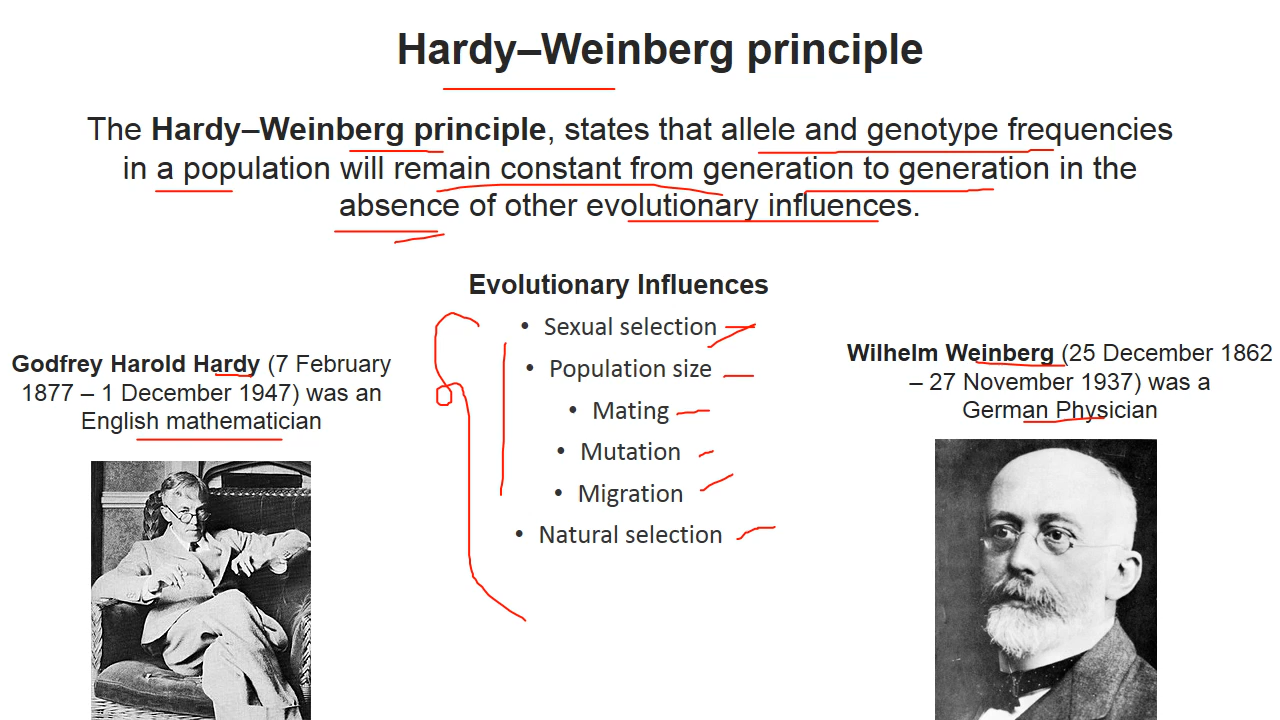 Hardy–Weinberg principle
The Hardy–Weinberg principle, states that allele and genotype frequencies
in a population will remain constant from generation to generation in the
absence of other evolutionary influences.
Evolutionary Influences
• Sexual selection
• Population size
• Mating
• Mutation
• Migration
• Natural selection
Godfrey Harold Hardy (7 February
1877 – 1 December 1947) was an
English mathematician
Wilhelm Weinberg (25 December 1862
– 27 November 1937) was a
German Physician